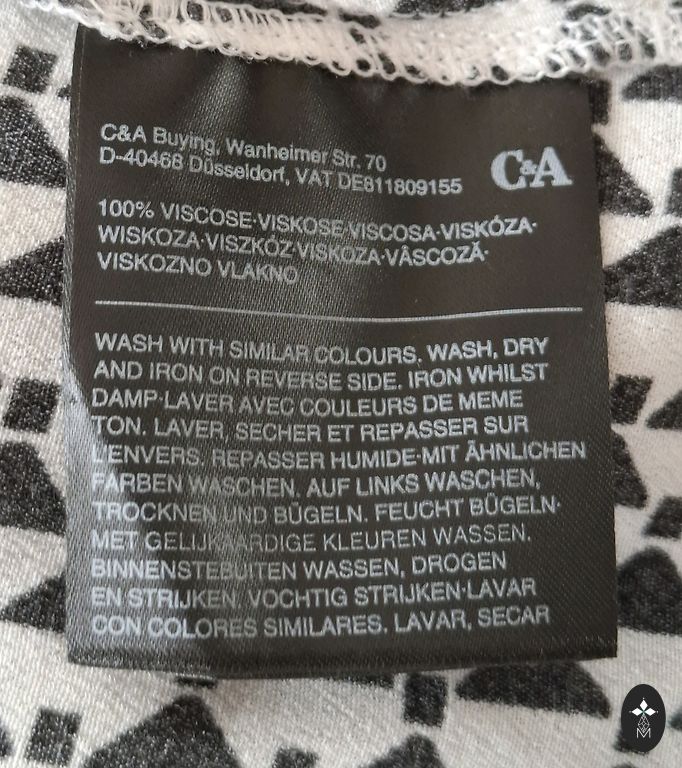 C&A Buying, Wanheimer Str. 70
D-40468 Düsseldorf, VAT DE811809155
C&A
100% VISCOSE·VISKOSE·VISCOSA·VISKÓZA·
WISKOZA·VISZKÓZ·VISKOZA·VÂSCOZĂ·
VISKOZNO VLAKNO
WASH WITH SIMILAR COLOURS. WASH, DRY
AND IRON ON REVERSE SIDE. IRON WHILST
DAMP·LAVER AVEC COULEURS DE MEME
TON. LAVER, SECHER ET REPASSER SUR
L'ENVERS. REPASSER HUMIDE·MIT ÄHNLICHEN
FARBEN WASCHEN. AUF LINKS WASCHEN,
TROCKNEN UND BÜGELN. FEUCHT BÜGELN·
MET GELIJKAARDIGE KLEUREN WASSEN.
BINNENSTEBUITEN WASSEN, DROGEN
EN STRIJKEN. VOCHTIG STRIJKEN·LAVAR
CON COLORES SIMILARES. LAVAR, SECAR
M